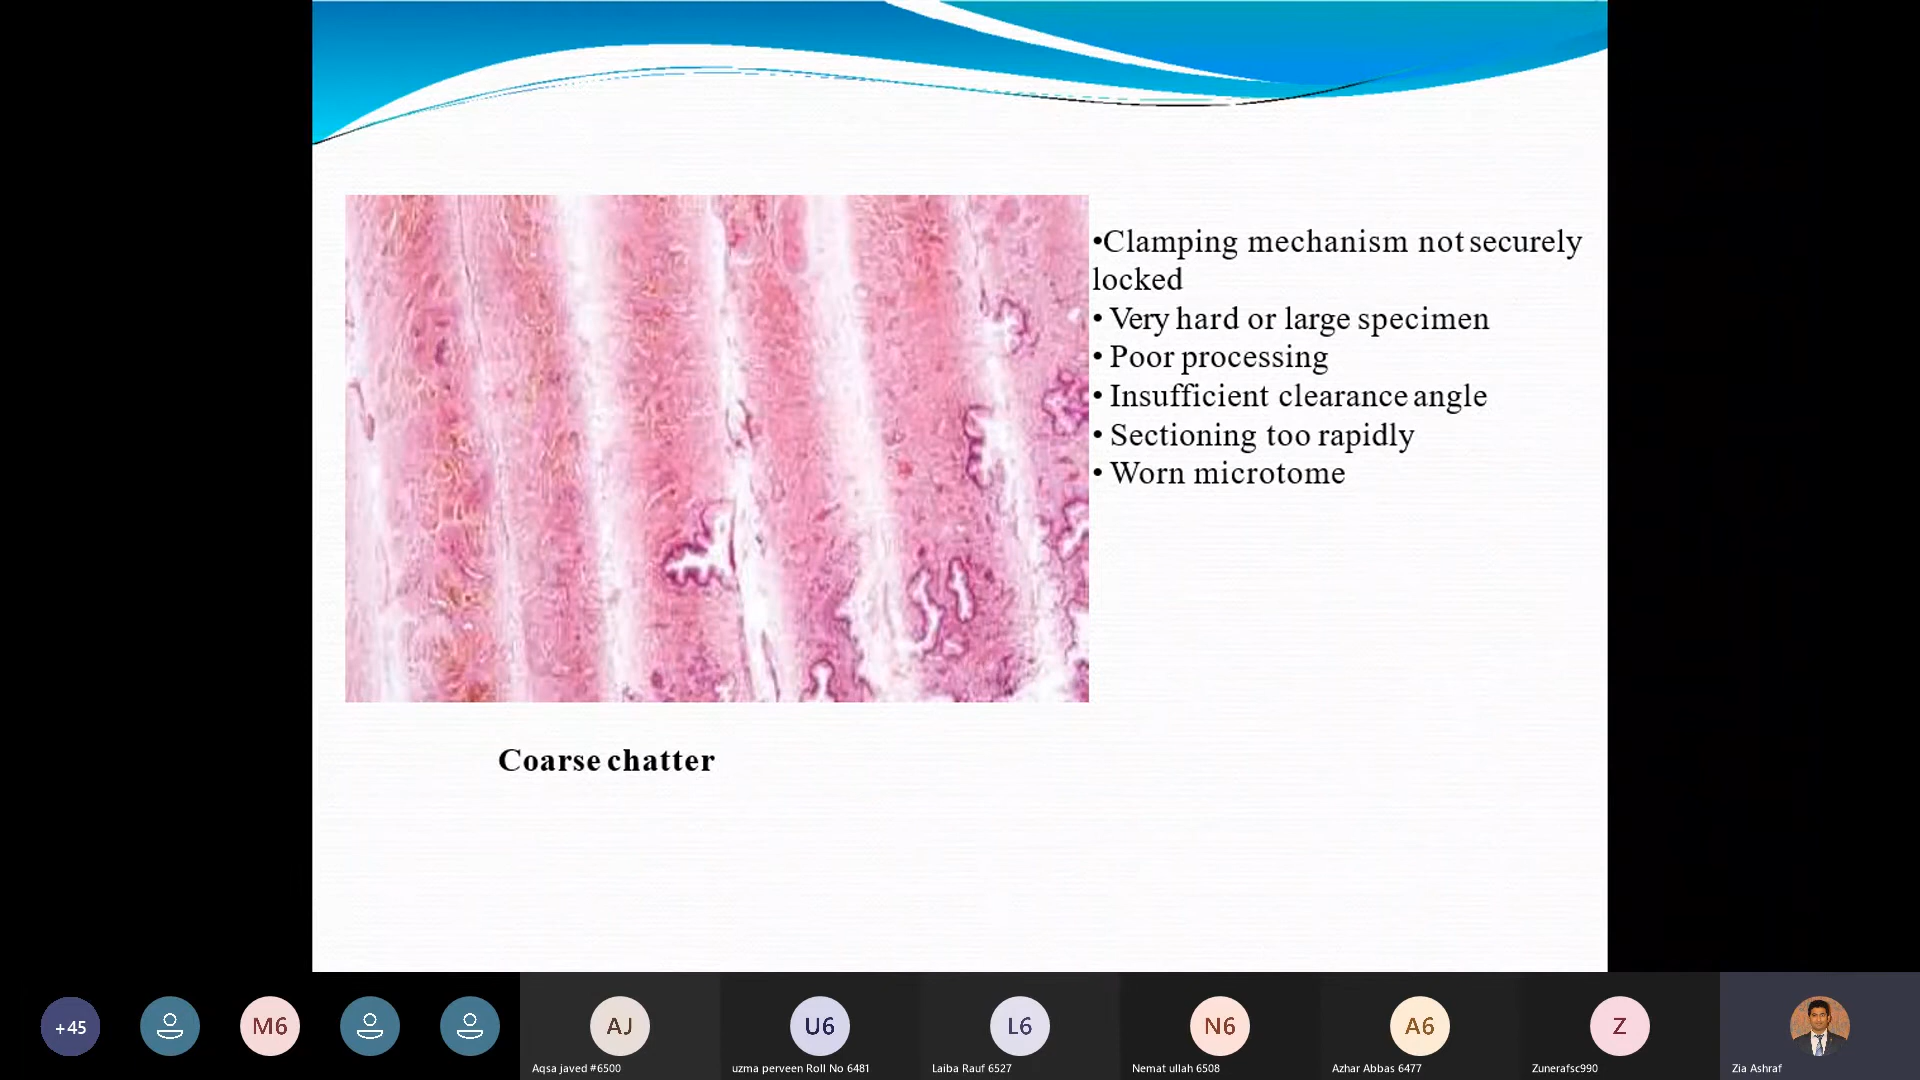 •Clamping mechanism not securely
locked
• Very hard or large specimen
• Poor processing
• Insufficient clearance angle
• Sectioning too rapidly
• Worn microtome
Coarse chatter
+45
M6
AJ
U6
L6
N6
A6
Z
Aqsa javed #6500
uzma perveen Roll No 6481
Laiba Rauf 6527
Nemat ullah 6508
Azhar Abbas 6477
Zunerafsc990
Zia Ashraf